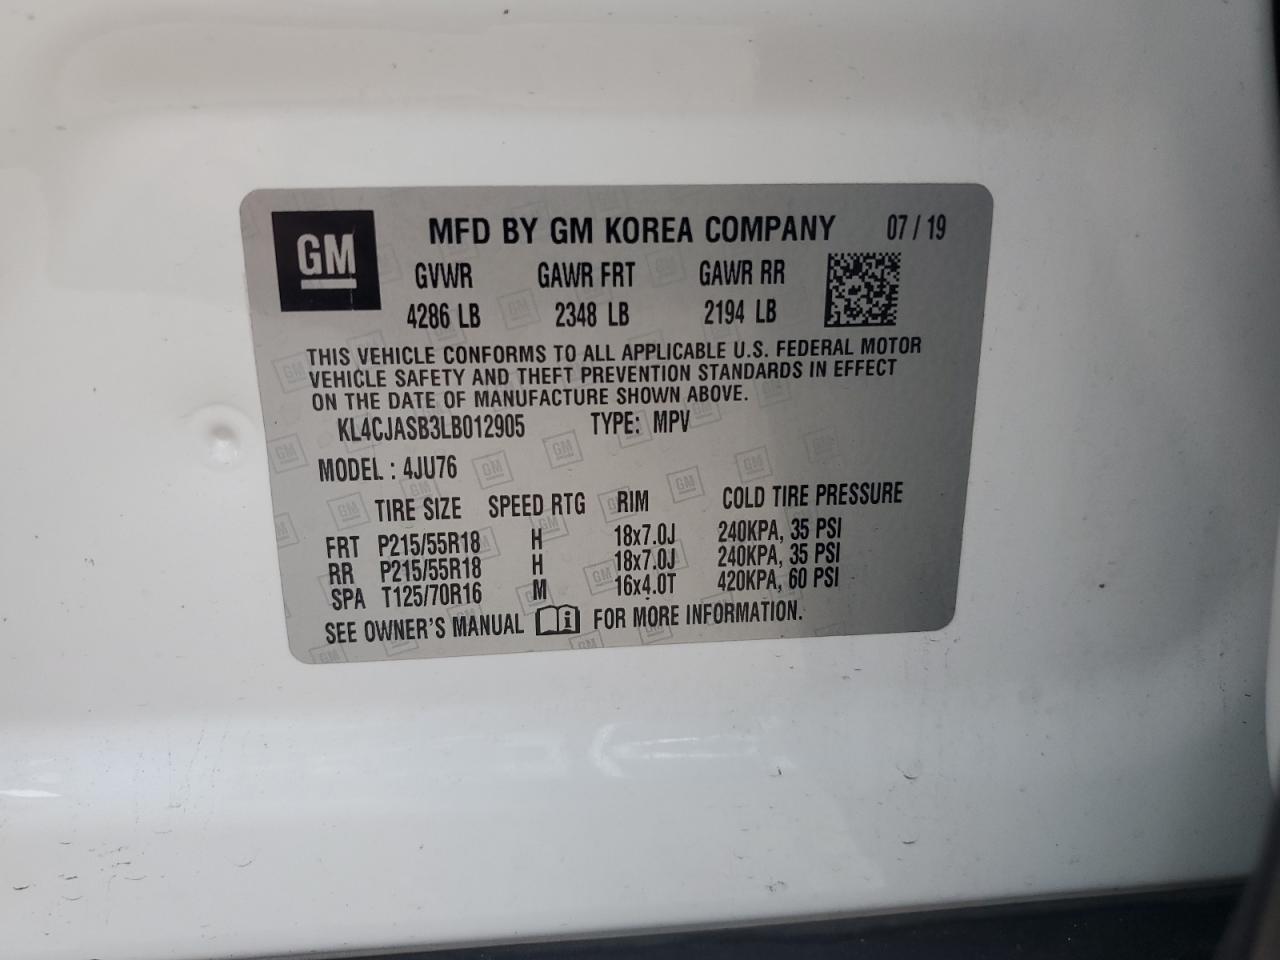 GM
MFD BY GM KOREA COMPANY 07 / 19
GVWR GAWR FRT GAWR RR
4286 LB 2348 LB 2194 LB
THIS VEHICLE CONFORMS TO ALL APPLICABLE U.S. FEDERAL MOTOR
VEHICLE SAFETY AND THEFT PREVENTION STANDARDS IN EFFECT
ON THE DATE OF MANUFACTURE SHOWN ABOVE.
KL4CJASB3LB012905 TYPE: MPV
MODEL : 4JU76
TIRE SIZE SPEED RTG RIM COLD TIRE PRESSURE
FRT P215/55R18 H 18x7.0J 240KPA, 35 PSI
RR P215/55R18 H 18x7.0J 240KPA, 35 PSI
SPA T125/70R16 M 16x4.0T 420KPA, 60 PSI
SEE OWNER'S MANUAL i FOR MORE INFORMATION.